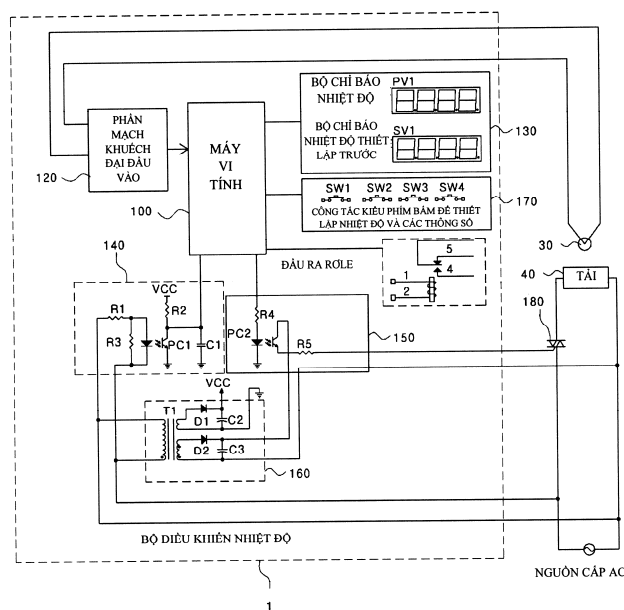 PHẦN
MẠCH
KHUẾCH
ĐẠI ĐẦU
VÀO
120
MÁY
VI
TÍNH
100
BỘ CHỈ BÁO
NHIỆT ĐỘ
PV1
BỘ CHỈ BÁO
NHIỆT ĐỘ THIẾT
LẬP TRƯỚC
SV1
130
SW1 SW2 SW3 SW4
CÔNG TẮC KIỂU PHÍM BẤM ĐỂ THIẾT
LẬP NHIỆT ĐỘ VÀ CÁC THÔNG SỐ
170
30
ĐẦU RA RƠLE
5
4
1
2
40
TẢI
140
VCC
R1
R2
R3
PC1
C1
R4
PC2
R5
150
180
VCC
T1
D1
C2
D2
C3
160
BỘ ĐIỀU KHIỂN NHIỆT ĐỘ
NGUỒN CẤP AC
1